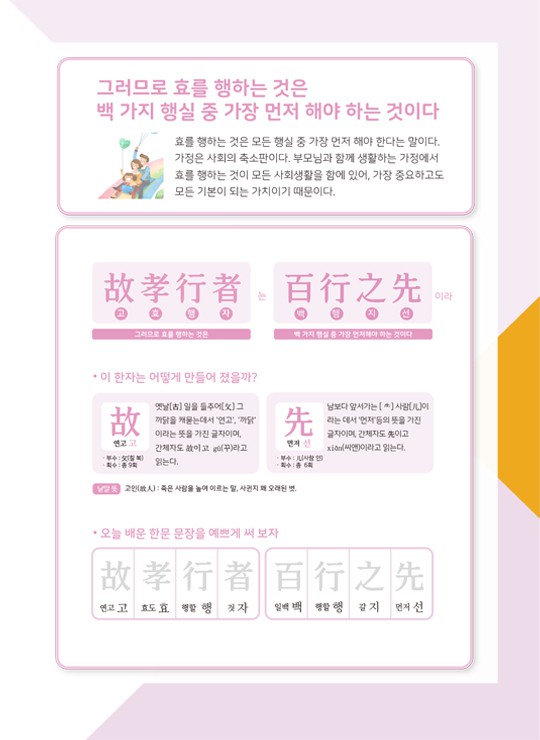 그러므로 효를 행하는 것은
백 가지 행실 중 가장 먼저 해야 하는 것이다
효를 행하는 것은 모든 행실 중 가장 먼저 해야 한다는 말이다.
가정은 사회의 축소판이다. 부모님과 함께 생활하는 가정에서
효를 행하는 것이 모든 사회생활을 함에 있어, 가장 중요하고도
모든 기본이 되는 가치이기 때문이다.
故孝行者 는 百行之先 이라
고 효 행 자 백 행 지 선
그러므로 효를 행하는 것은 백 가지 행실 중 가장 먼저해야 하는 것이다
• 이 한자는 어떻게 만들어 졌을까?
故
연고 고
· 부수 : 攵(칠 복)
· 획수 : 총 9획
옛날[古] 일을 들추어[攵] 그
까닭을 캐묻는데서 '연고', '까닭'
이라는 뜻을 가진 글자이며,
간체자도 故이고 gù(꾸)라고
읽는다.
先
먼저 선
· 부수 : 儿(사람 인)
· 획수 : 총 6획
남보다 앞서가는 [⺧] 사람[儿]이
라는 데서 '먼저'등의 뜻을 가진
글자이며, 간체자도 先이고
xiān(씨앤)이라고 읽는다.
낱말 뜻 고인(故人) : 죽은 사람을 높여 이르는 말, 사귄지 꽤 오래된 벗.
• 오늘 배운 한문 문장을 예쁘게 써 보자
故 孝 行 者 百 行 之 先
연고 고 효도 효 행할 행 것 자 일백 백 행할 행 갈 지 먼저 선